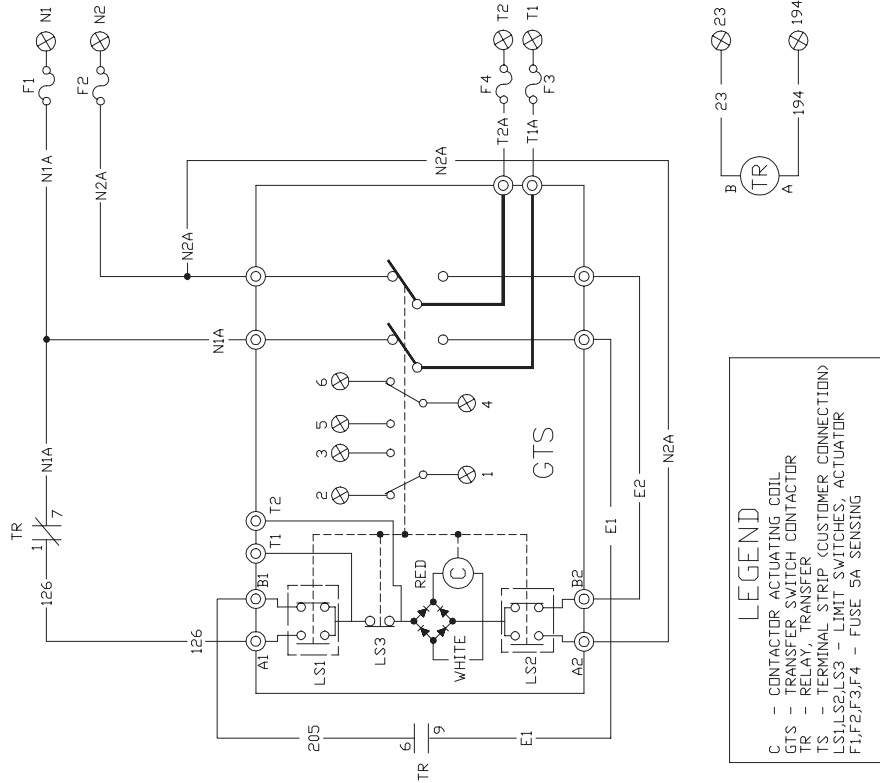 N1
F1
N2
F2
N1A
N2A
N2A
N1A
N1A
TR
1
7
126
126
T2
F4
T2A
T1
F3
T1A
N2A
N2A
23
23
194
194
B
TR
A
6
5
3
2
4
1
GTS
T2
T1
B1
A1
LS1
LS3
RED
C
WHITE
LS2
B2
A2
E2
E1
205
6
9
TR
E1
LEGEND
C - CONTACTOR ACTUATING COIL
GTS - TRANSFER SWITCH CONTACTOR
TR - RELAY, TRANSFER
TS - TERMINAL STRIP (CUSTOMER CONNECTION)
LS1,LS2,LS3 - LIMIT SWITCHES, ACTUATOR
F1,F2,F3,F4 - FUSE 5A SENSING